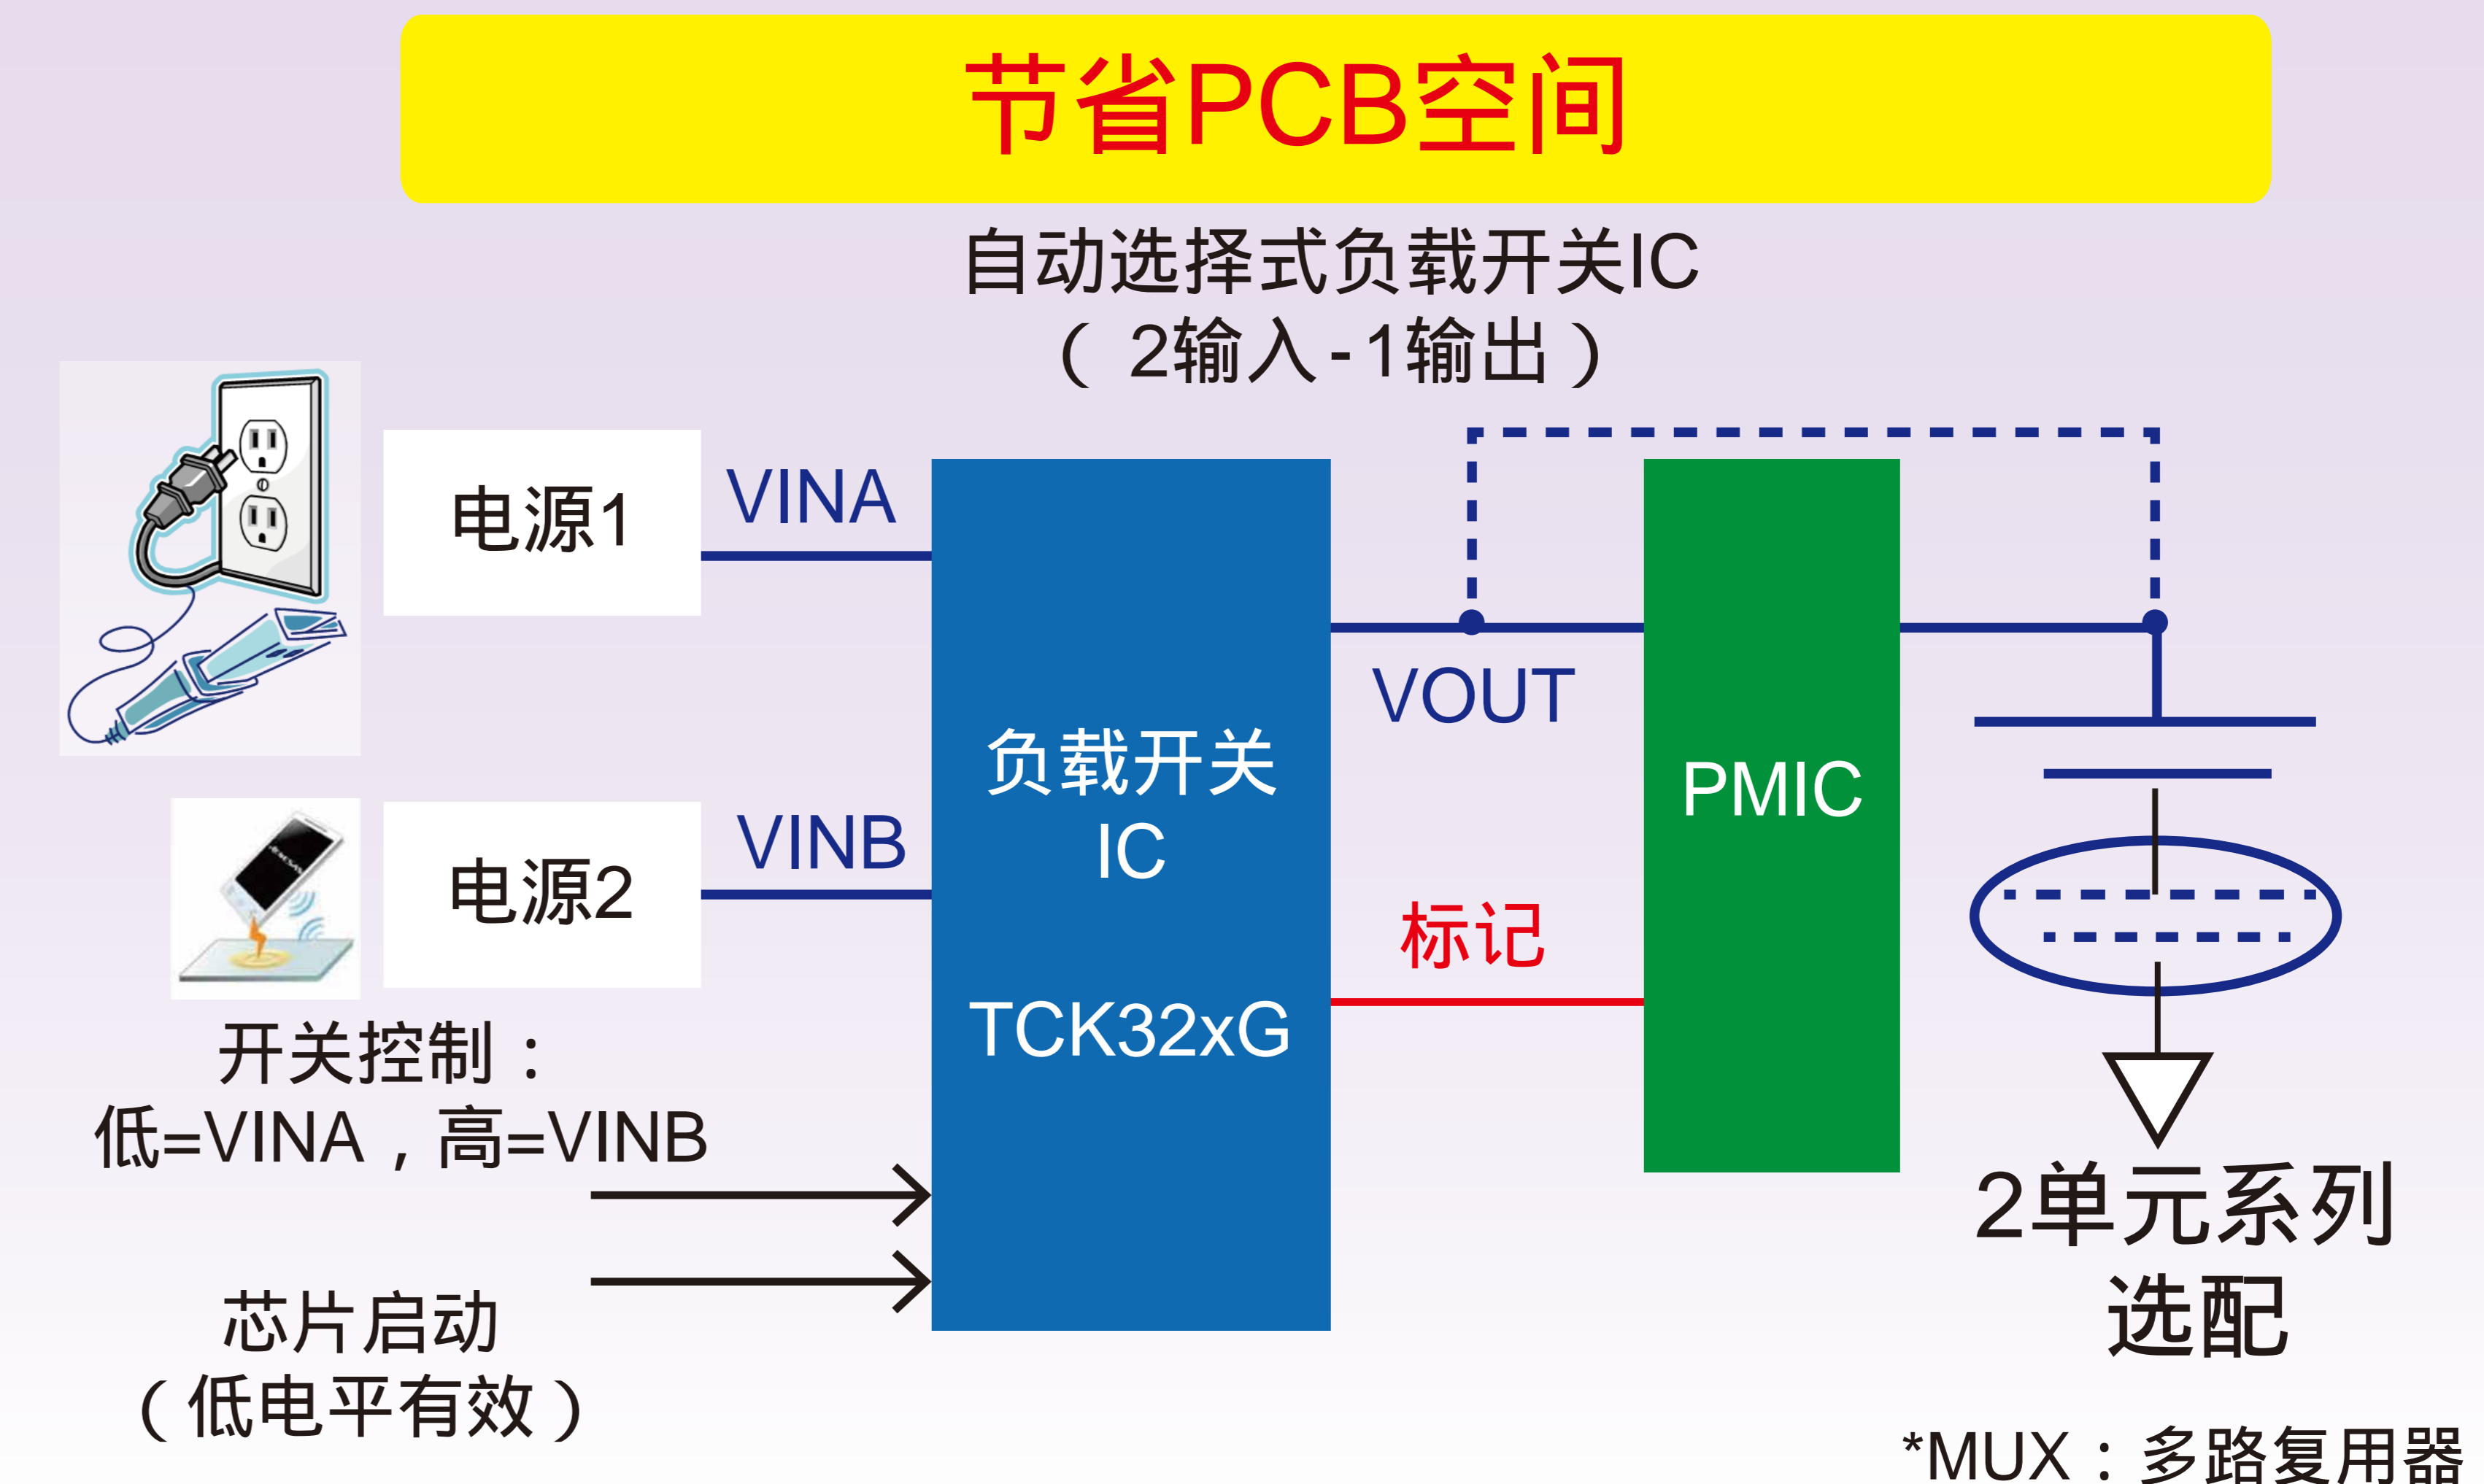 节省PCB空间
自动选择式负载开关IC
（2输入-1输出）
电源1
VINA
VOUT
负载开关
IC
TCK32xG
PMIC
电源2
VINB
标记
开关控制：
低=VINA，高=VINB
芯片启动
（低电平有效）
2单元系列
选配
*MUX：多路复用器